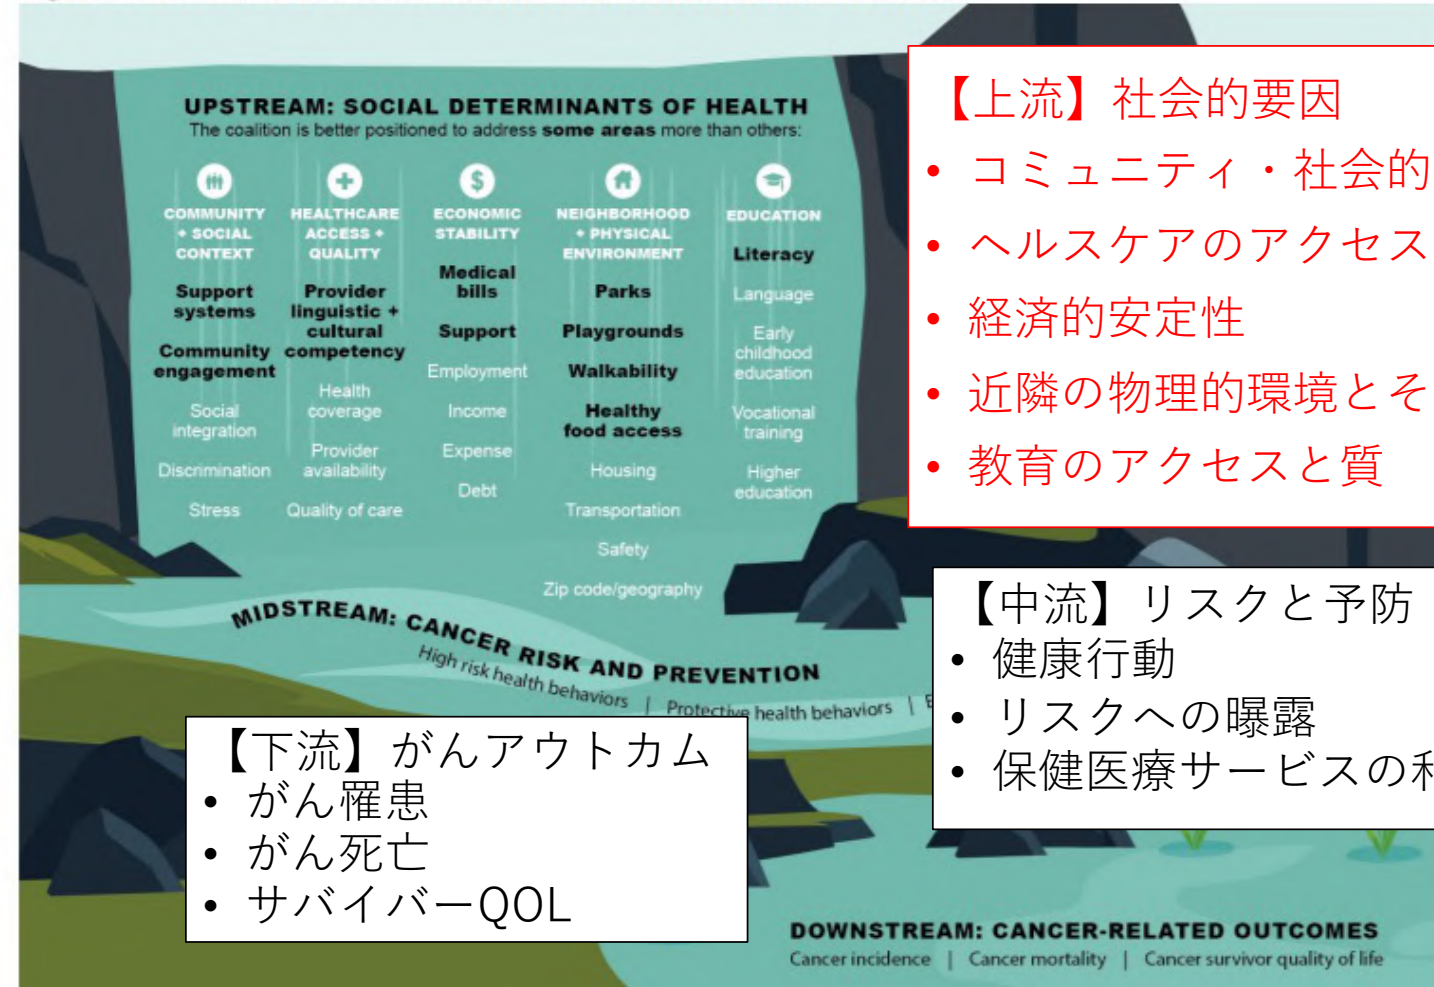 UPSTREAM: SOCIAL DETERMINANTS OF HEALTH
The coalition is better positioned to address some areas more than others:
COMMUNITY
+ SOCIAL
CONTEXT
Support
systems
Community
engagement
Social
integration
Discrimination
Stress
HEALTHCARE
ACCESS +
QUALITY
Provider
linguistic +
cultural
competency
Health
coverage
Provider
availability
Quality of care
$
ECONOMIC
STABILITY
Medical
bills
Support
Employment
Income
Expense
Debt
NEIGHBORHOOD
+ PHYSICAL
ENVIRONMENT
Parks
Playgrounds
Walkability
Healthy
food access
Housing
Transportation
Safety
Zip code/geography
EDUCATION
Literacy
Language
Early
childhood
education
Vocational
training
Higher
education
【上流】社会的要因
• コミュニティ・社会的
• ヘルスケアのアクセス
• 経済的安定性
• 近隣の物理的環境とそ
• 教育のアクセスと質
MIDSTREAM: CANCER RISK AND PREVENTION
High risk health behaviors | Protective health behaviors |
【中流】リスクと予防
• 健康行動
• リスクへの曝露
• 保健医療サービスの
【下流】がんアウトカム
• がん罹患
• がん死亡
• サバイバーQOL
DOWNSTREAM: CANCER-RELATED OUTCOMES
Cancer incidence | Cancer mortality | Cancer survivor quality of life